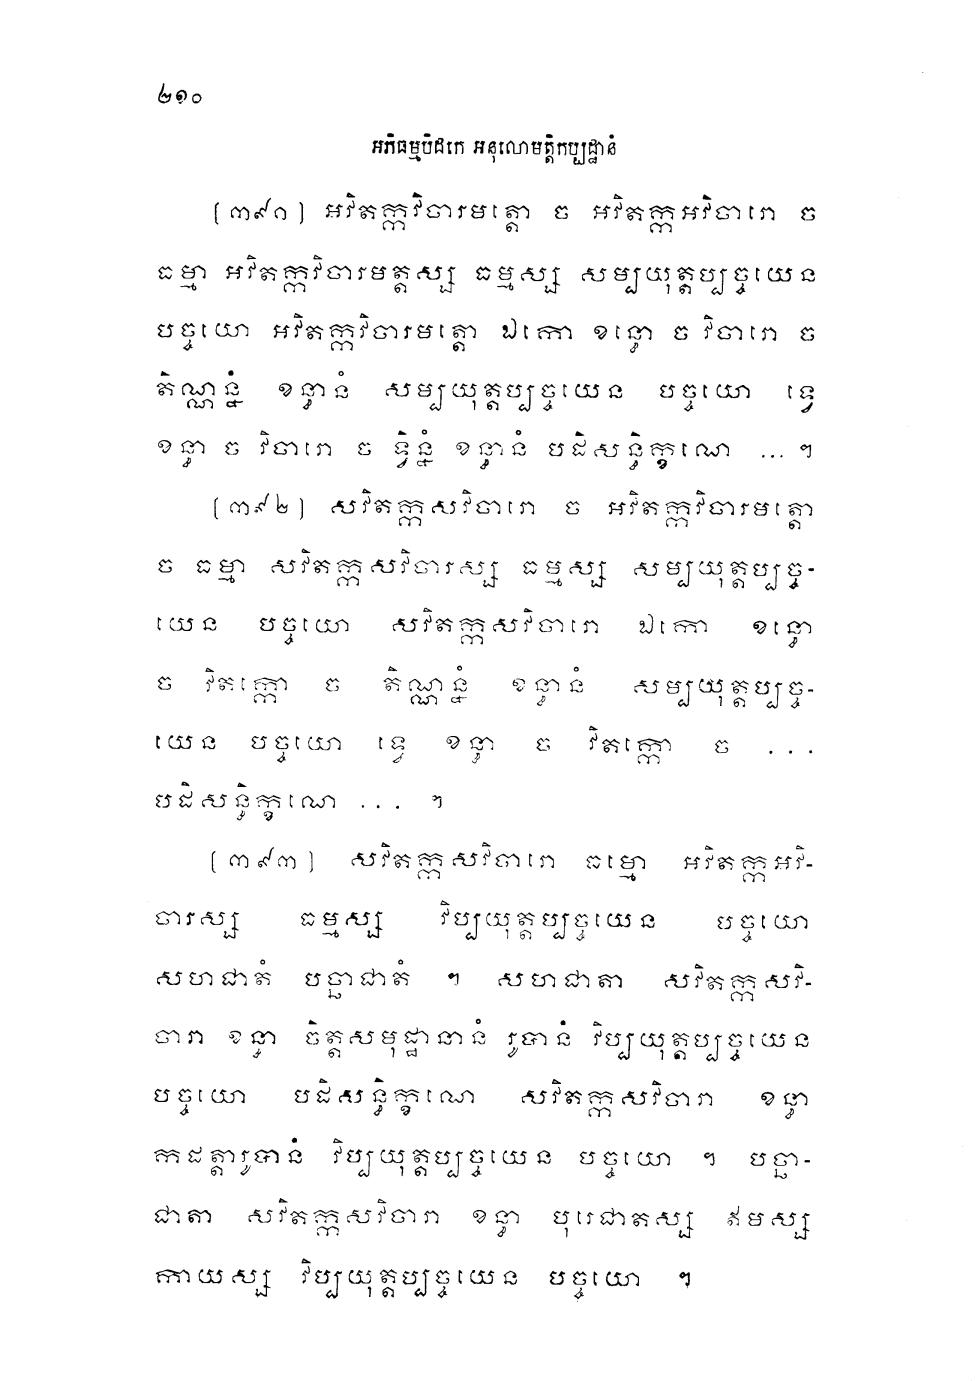 ២១០
អភិធម្មបិដកេ អនុលោមត្តិកប្បដ្ឋានំ
[៣៩១] អវិតក្កវិចារមត្តោ ច អវិតក្កអវិចារោ ច
ធម្មា អវិតក្កវិចារមត្តស្ស ធម្មស្ស សម្បយុត្តប្បច្ចយេន
បច្ចយោ អវិតក្កវិចារមត្តោ ឯកោ ខន្ធោ ច វិចារោ ច
តិណ្ណន្នំ ខន្ធានំ សម្បយុត្តប្បច្ចយេន បច្ចយោ ទ្វេ
ខន្ធា ច វិចារោ ច ទ្វិន្នំ ខន្ធានំ បដិសន្ធិក្ខណេ ... ។
[៣៩២] សវិតក្កសវិចារោ ច អវិតក្កវិចារមត្តោ
ច ធម្មា សវិតក្កសវិចារស្ស ធម្មស្ស សម្បយុត្តប្បច្ច-
យេន បច្ចយោ សវិតក្កសវិចារោ ឯកោ ខន្ធោ
ច វិតក្កោ ច តិណ្ណន្នំ ខន្ធានំ សម្បយុត្តប្បច្ច-
យេន បច្ចយោ ទ្វេ ខន្ធា ច វិតក្កោ ច ...
បដិសន្ធិក្ខណេ ... ។
[៣៩៣] សវិតក្កសវិចារោ ធម្មោ អវិតក្កអវិ-
ចារស្ស ធម្មស្ស វិប្បយុត្តប្បច្ចយេន បច្ចយោ
សហជាតំ បច្ឆាជាតំ ។ សហជាតា សវិតក្កសវិ-
ចារា ខន្ធា ចិត្តសមុដ្ឋានានំ រូបានំ វិប្បយុត្តប្បច្ចយេន
បច្ចយោ បដិសន្ធិក្ខណេ សវិតក្កសវិចារា ខន្ធា
កដត្តារូបានំ វិប្បយុត្តប្បច្ចយេន បច្ចយោ ។ បច្ឆា-
ជាតា សវិតក្កសវិចារា ខន្ធា បុរេជាតស្ស ឥមស្ស
កាយស្ស វិប្បយុត្តប្បច្ចយេន បច្ចយោ ។